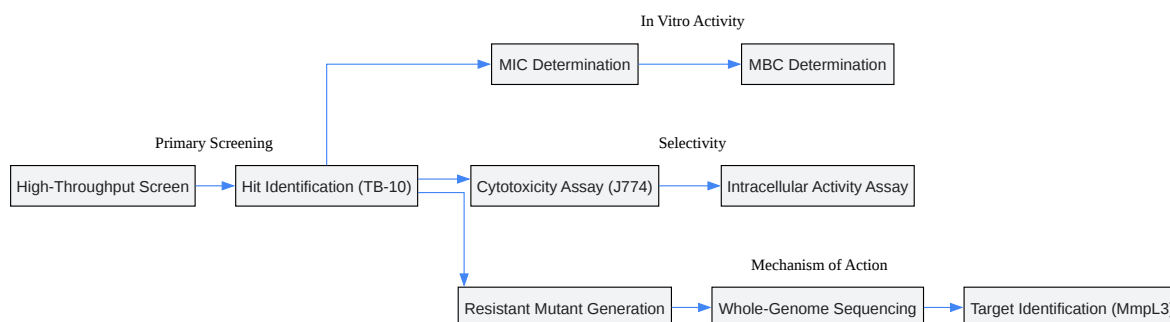 In Vitro Activity
MIC Determination
MBC Determination
Primary Screening
Selectivity
High-Throughput Screen
Hit Identification (TB-10)
Cytotoxicity Assay (J774)
Intracellular Activity Assay
Mechanism of Action
Resistant Mutant Generation
Whole-Genome Sequencing
Target Identification (MmpL3)